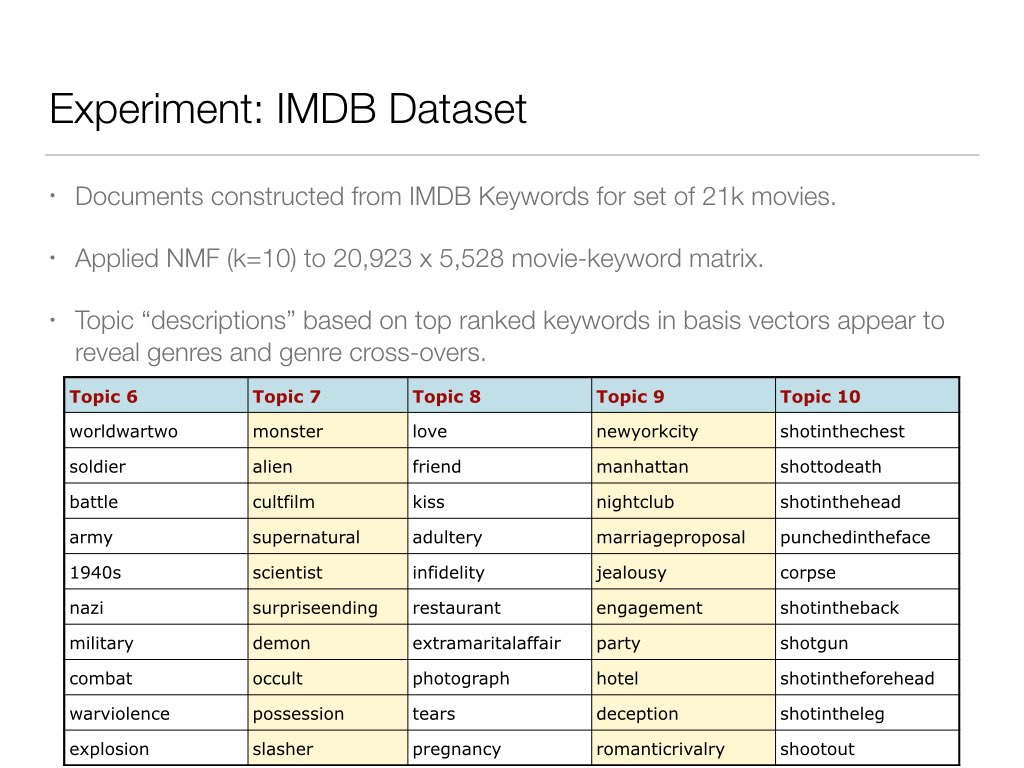 Experiment: IMDB Dataset
• Documents constructed from IMDB Keywords for set of 21k movies.
• Applied NMF (k=10) to 20,923 x 5,528 movie-keyword matrix.
• Topic “descriptions” based on top ranked keywords in basis vectors appear to
reveal genres and genre cross-overs.
Topic 6 Topic 7 Topic 8 Topic 9 Topic 10
worldwartwo monster love newyorkcity shotinthechest
soldier alien friend manhattan shottodeath
battle cultfilm kiss nightclub shotinthehead
army supernatural adultery marriageproposal punchedintheface
1940s scientist infidelity jealousy corpse
nazi surpriseending restaurant engagement shotintheback
military demon extramaritalaffair party shotgun
combat occult photograph hotel shotintheforehead
warviolence possession tears deception shotintheleg
explosion slasher pregnancy romanticrivalry shootout